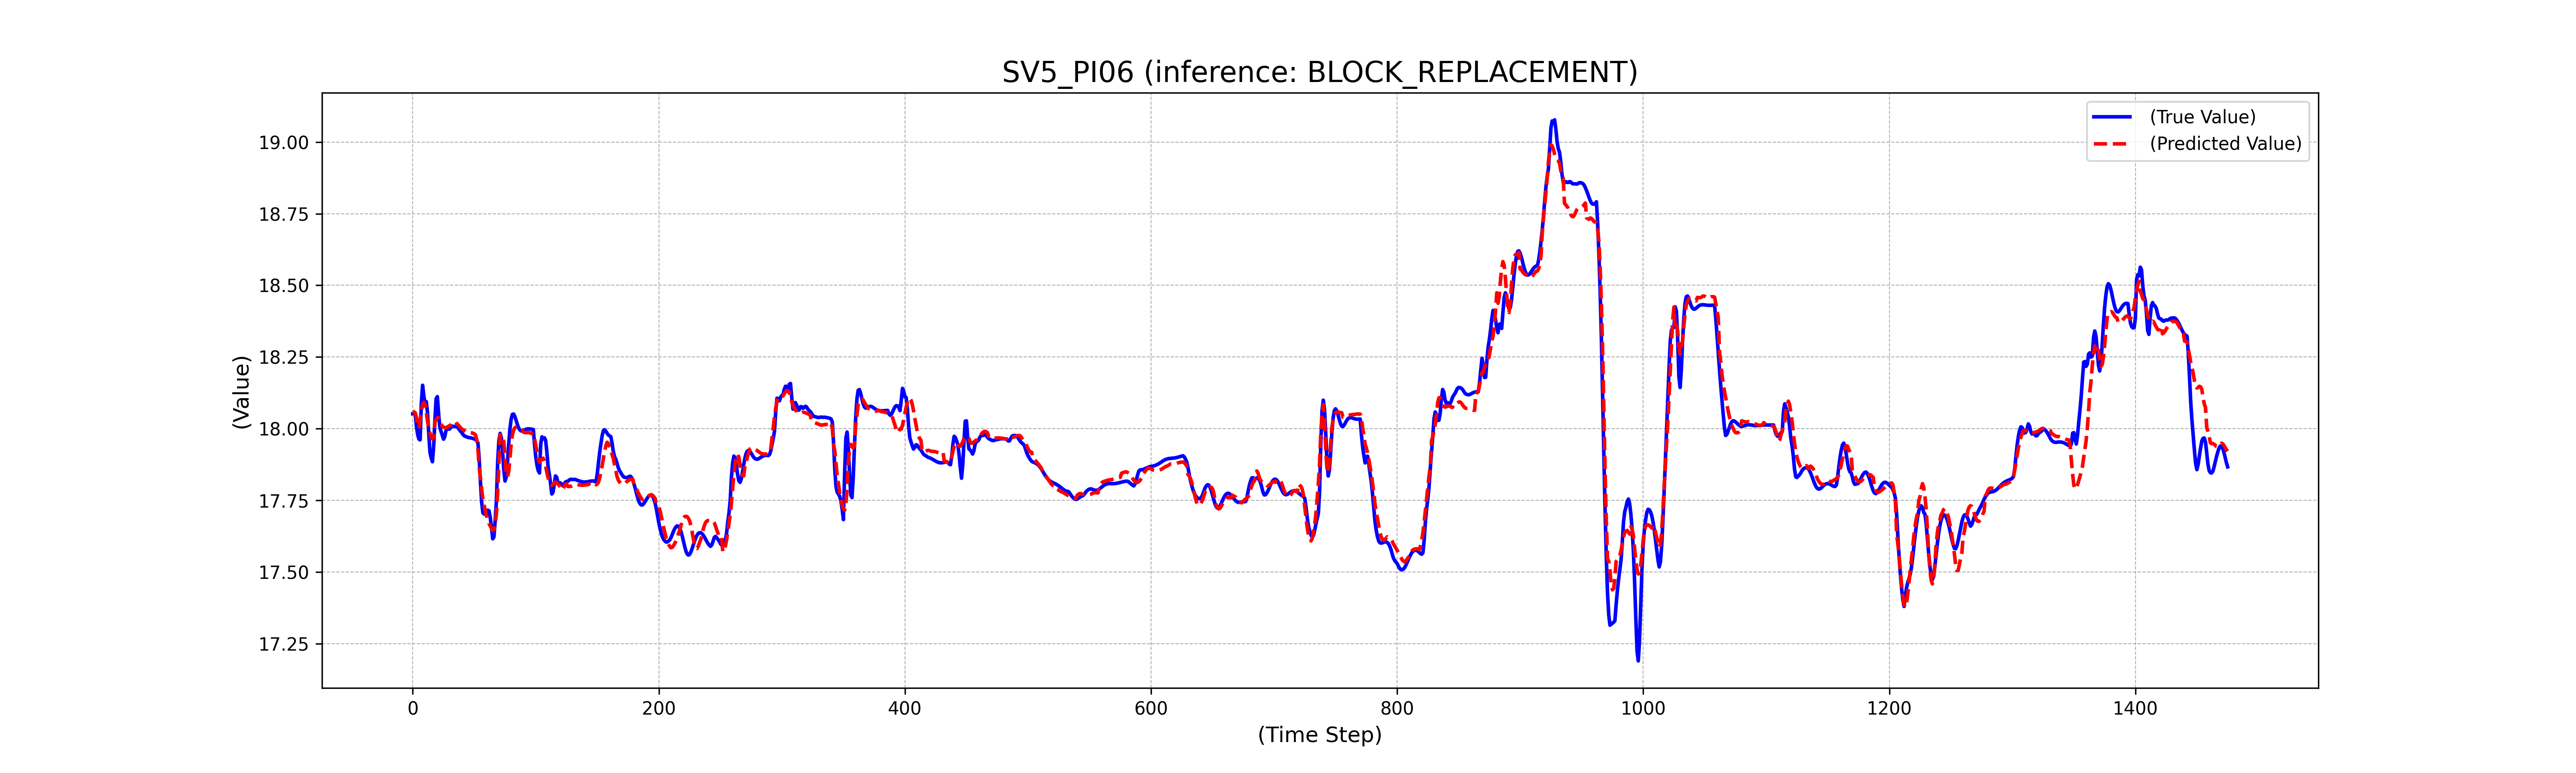 SV5_PI06 (inference: BLOCK_REPLACEMENT)
(True Value)
(Predicted Value)
(Value)
19.00
18.75
18.50
18.25
18.00
17.75
17.50
17.25
0 200 400 600 800 1000 1200 1400
(Time Step)